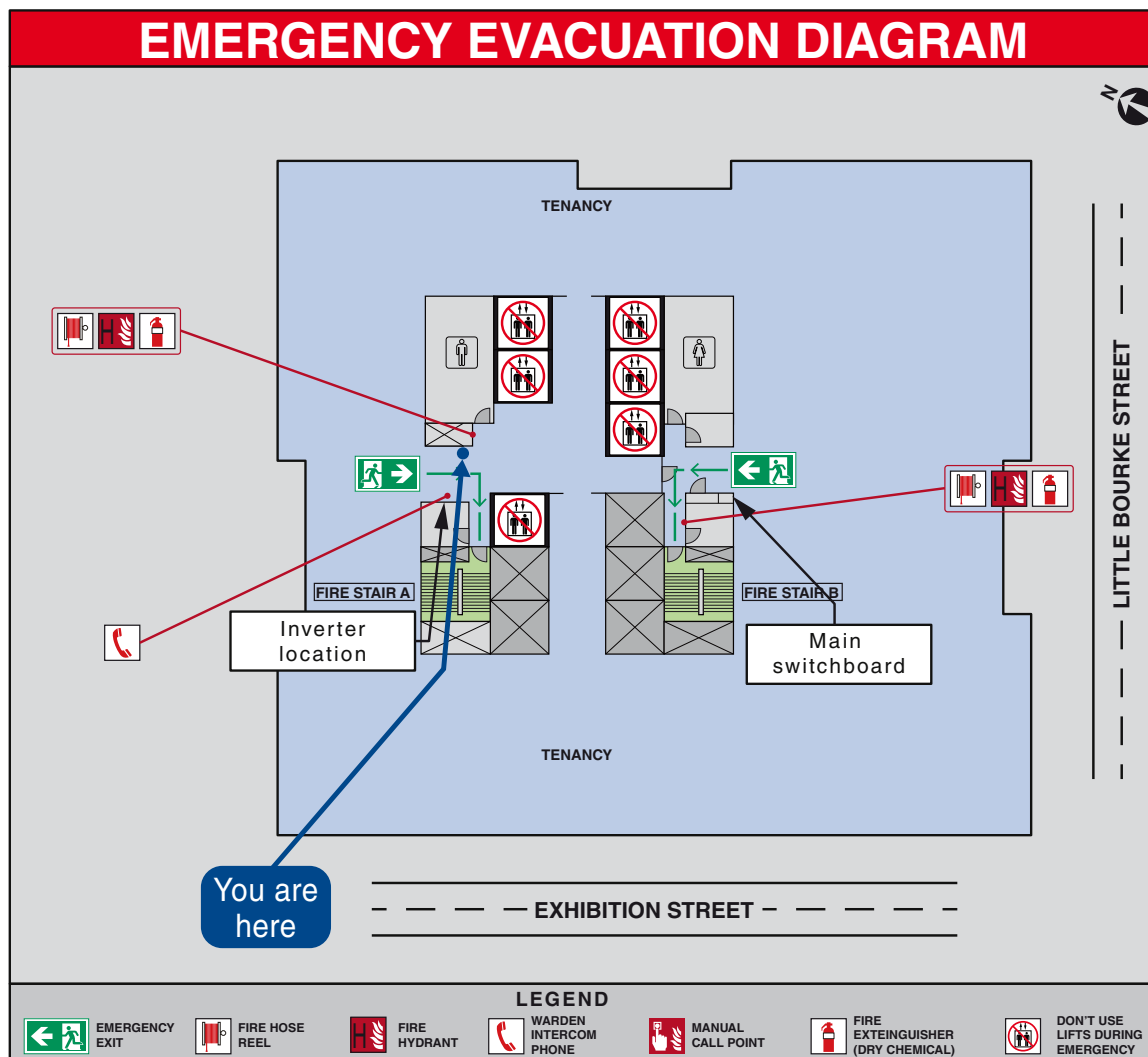 EMERGENCY EVACUATION DIAGRAM
N
TENANCY
LITTLE BOURKE STREET
H
H
FIRE STAIR A
FIRE STAIR B
Inverter
location
Main
switchboard
TENANCY
You are
here
EXHIBITION STREET
LEGEND
EMERGENCY
EXIT
FIRE HOSE
REEL
H
FIRE
HYDRANT
WARDEN
INTERCOM
PHONE
MANUAL
CALL POINT
FIRE
EXTEINGUISHER
(DRY CHEMICAL)
DON'T USE
LIFTS DURING
EMERGENCY